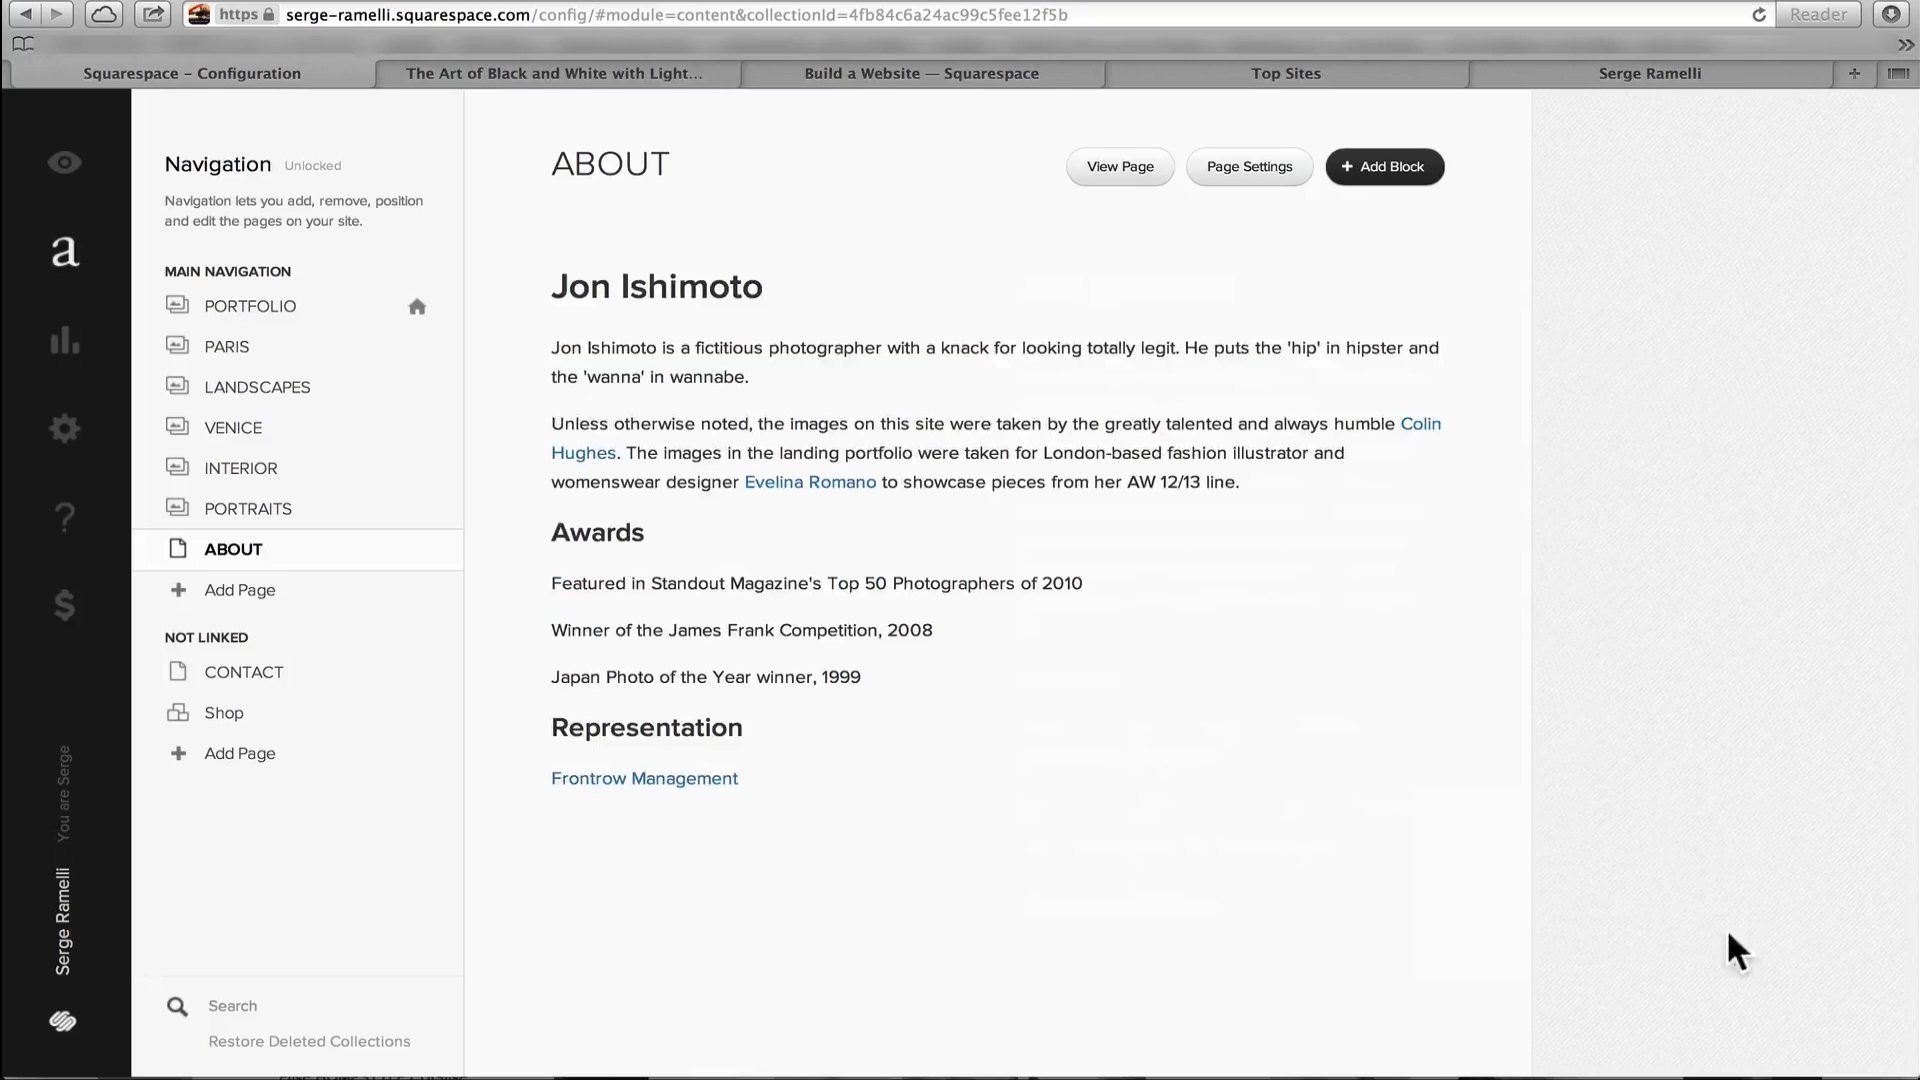 https serge-ramelli.squarespace.com/config/#module=content&collectionId=4fb84c6a24ac99c5fee12f5b Reader
Squarespace – Configuration The Art of Black and White with Light... Build a Website — Squarespace Top Sites Serge Ramelli
Navigation Unlocked
Navigation lets you add, remove, position
and edit the pages on your site.
MAIN NAVIGATION
PORTFOLIO
PARIS
LANDSCAPES
VENICE
INTERIOR
PORTRAITS
ABOUT
+ Add Page
NOT LINKED
CONTACT
Shop
+ Add Page
Search
Restore Deleted Collections
a
?
$
You are Serge
Serge Ramelli
ABOUT
View Page Page Settings + Add Block
Jon Ishimoto
Jon Ishimoto is a fictitious photographer with a knack for looking totally legit. He puts the 'hip' in hipster and
the 'wanna' in wannabe.
Unless otherwise noted, the images on this site were taken by the greatly talented and always humble Colin
Hughes. The images in the landing portfolio were taken for London-based fashion illustrator and
womenswear designer Evelina Romano to showcase pieces from her AW 12/13 line.
Awards
Featured in Standout Magazine's Top 50 Photographers of 2010
Winner of the James Frank Competition, 2008
Japan Photo of the Year winner, 1999
Representation
Frontrow Management